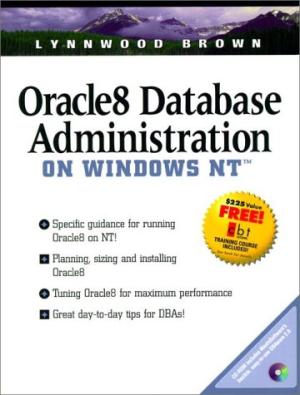 LYNNWOOD BROWN
Oracle8 Database
Administration
ON WINDOWS NT™
$225 Value
FREE!
cbt
TRAINING COURSE
INCLUDED!
Specific guidance for running
Oracle8 on NT!
Planning, sizing and installing
Oracle8
Tuning Oracle8 for maximum performance
Great day-to-day tips for DBAs!